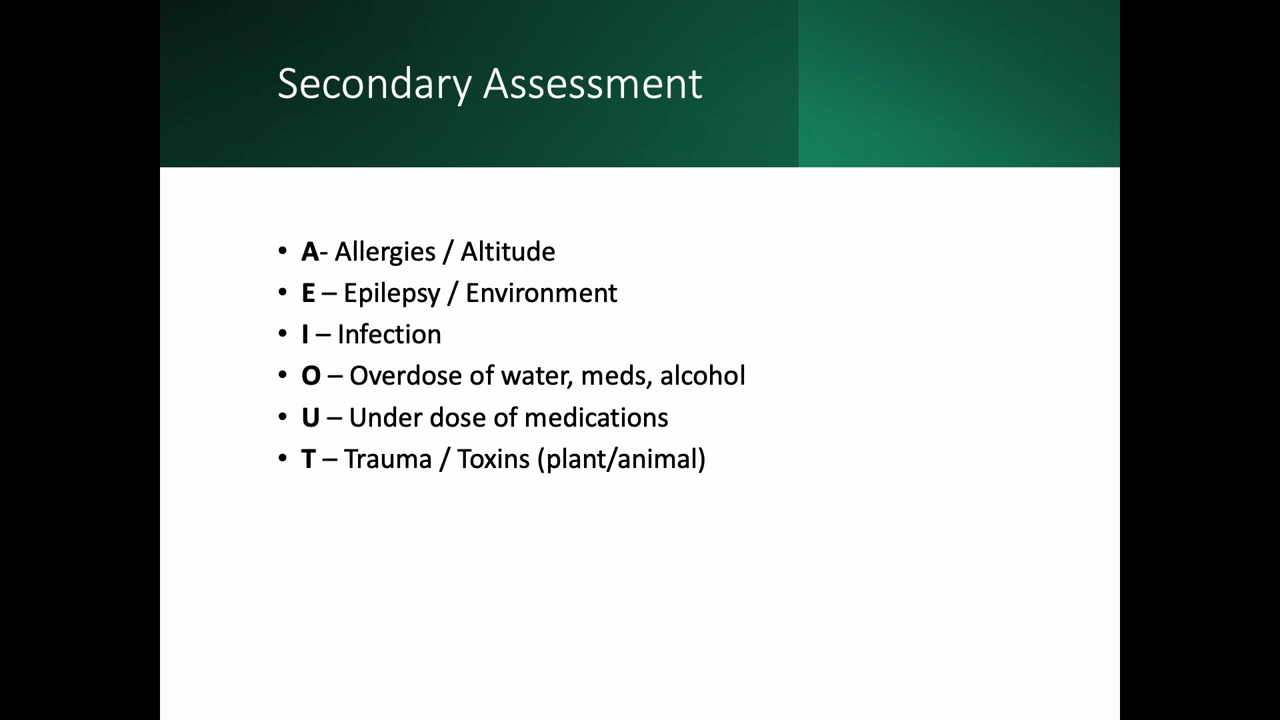 Secondary Assessment
• A- Allergies / Altitude
• E – Epilepsy / Environment
• I – Infection
• O – Overdose of water, meds, alcohol
• U – Under dose of medications
• T – Trauma / Toxins (plant/animal)